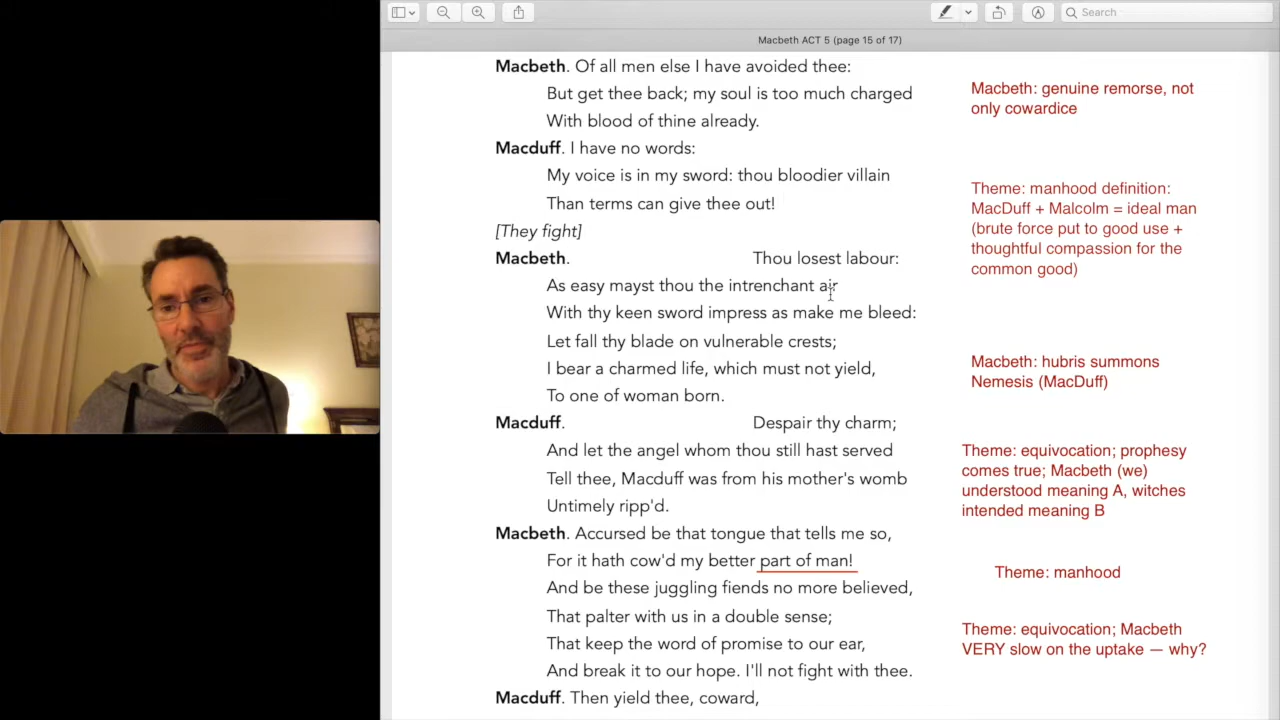 Search
Macbeth ACT 5 (page 15 of 17)
Macbeth. Of all men else I have avoided thee:
But get thee back; my soul is too much charged
With blood of thine already.
Macbeth: genuine remorse, not
only cowardice
Macduff. I have no words:
My voice is in my sword: thou bloodier villain
Than terms can give thee out!
[They fight]
Theme: manhood definition:
MacDuff + Malcolm = ideal man
(brute force put to good use +
thoughtful compassion for the
common good)
Macbeth. Thou losest labour:
As easy mayst thou the intrenchant air
With thy keen sword impress as make me bleed:
Let fall thy blade on vulnerable crests;
I bear a charmed life, which must not yield,
To one of woman born.
Macbeth: hubris summons
Nemesis (MacDuff)
Macduff. Despair thy charm;
And let the angel whom thou still hast served
Tell thee, Macduff was from his mother's womb
Untimely ripp'd.
Theme: equivocation; prophesy
comes true; Macbeth (we)
understood meaning A, witches
intended meaning B
Macbeth. Accursed be that tongue that tells me so,
For it hath cow'd my better part of man!
Theme: manhood
And be these juggling fiends no more believed,
That palter with us in a double sense;
That keep the word of promise to our ear,
And break it to our hope. I'll not fight with thee.
Theme: equivocation; Macbeth
VERY slow on the uptake — why?
Macduff. Then yield thee, coward,